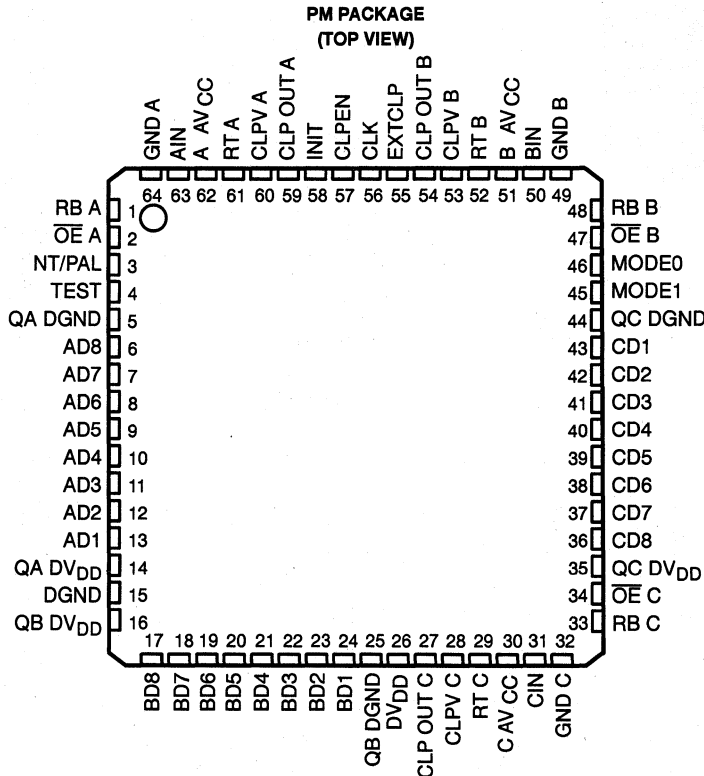 PM PACKAGE
(TOP VIEW)
GND A
AIN
A AVCC
RT A
CLPV A
CLP OUT A
INIT
CLPEN
CLK
EXTCLP
CLP OUT B
CLPV B
RT B
B AVCC
BIN
GND B
64 63 62 61 60 59 58 57 56 55 54 53 52 51 50 49
RB A 1
O̅E̅ A 2
NT/PAL 3
TEST 4
QA DGND 5
AD8 6
AD7 7
AD6 8
AD5 9
AD4 10
AD3 11
AD2 12
AD1 13
QA DVDD 14
DGND 15
QB DVDD 16
48 RB B
47 O̅E̅ B
46 MODE0
45 MODE1
44 QC DGND
43 CD1
42 CD2
41 CD3
40 CD4
39 CD5
38 CD6
37 CD7
36 CD8
35 QC DVDD
34 O̅E̅ C
33 RB C
17 18 19 20 21 22 23 24 25 26 27 28 29 30 31 32
BD8
BD7
BD6
BD5
BD4
BD3
BD2
BD1
QB DGND
DVDD
CLP OUT C
CLPV C
RT C
C AVCC
CIN
GND C